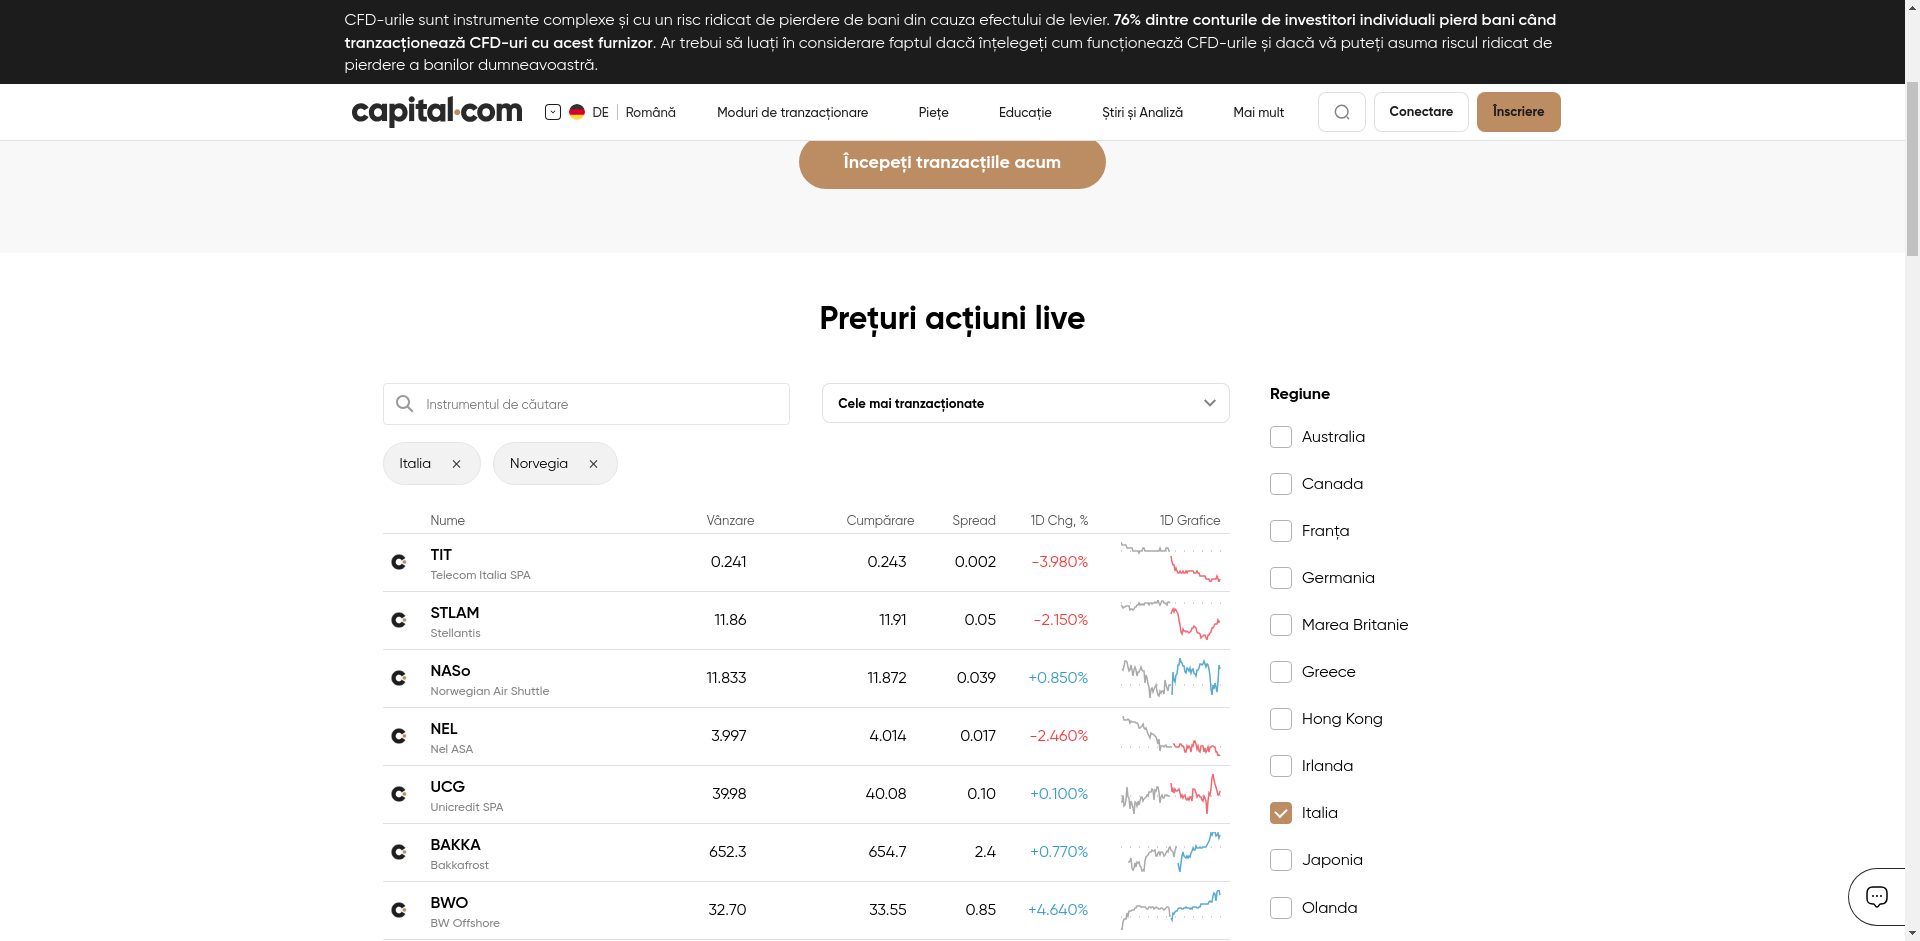 CFD-urile sunt instrumente complexe și cu un risc ridicat de pierdere de bani din cauza efectului de levier. 76% dintre conturile de investitori individuali pierd bani când
tranzacționează CFD-uri cu acest furnizor. Ar trebui să luați în considerare faptul dacă înțelegeți cum funcționează CFD-urile și dacă vă puteți asuma riscul ridicat de
pierdere a banilor dumneavoastră.
capital.com DE Română Moduri de tranzacționare Piețe Educație Știri și Analiză Mai mult Conectare Înscriere
Începeți tranzacțiile acum
Prețuri acțiuni live
Instrumentul de căutare
Cele mai tranzacționate
Italia Norvegia
Nume Vânzare Cumpărare Spread 1D Chg, % 1D Grafice
TIT 0.241 0.243 0.002 -3.980%
Telecom Italia SPA
STLAM 11.86 11.91 0.05 -2.150%
Stellantis
NASo 11.833 11.872 0.039 +0.850%
Norwegian Air Shuttle
NEL 3.997 4.014 0.017 -2.460%
Nel ASA
UCG 39.98 40.08 0.10 +0.100%
Unicredit SPA
BAKKA 652.3 654.7 2.4 +0.770%
Bakkafrost
BWO 32.70 33.55 0.85 +4.640%
BW Offshore
Regiune
Australia
Canada
Franța
Germania
Marea Britanie
Greece
Hong Kong
Irlanda
Italia
Japonia
Olanda